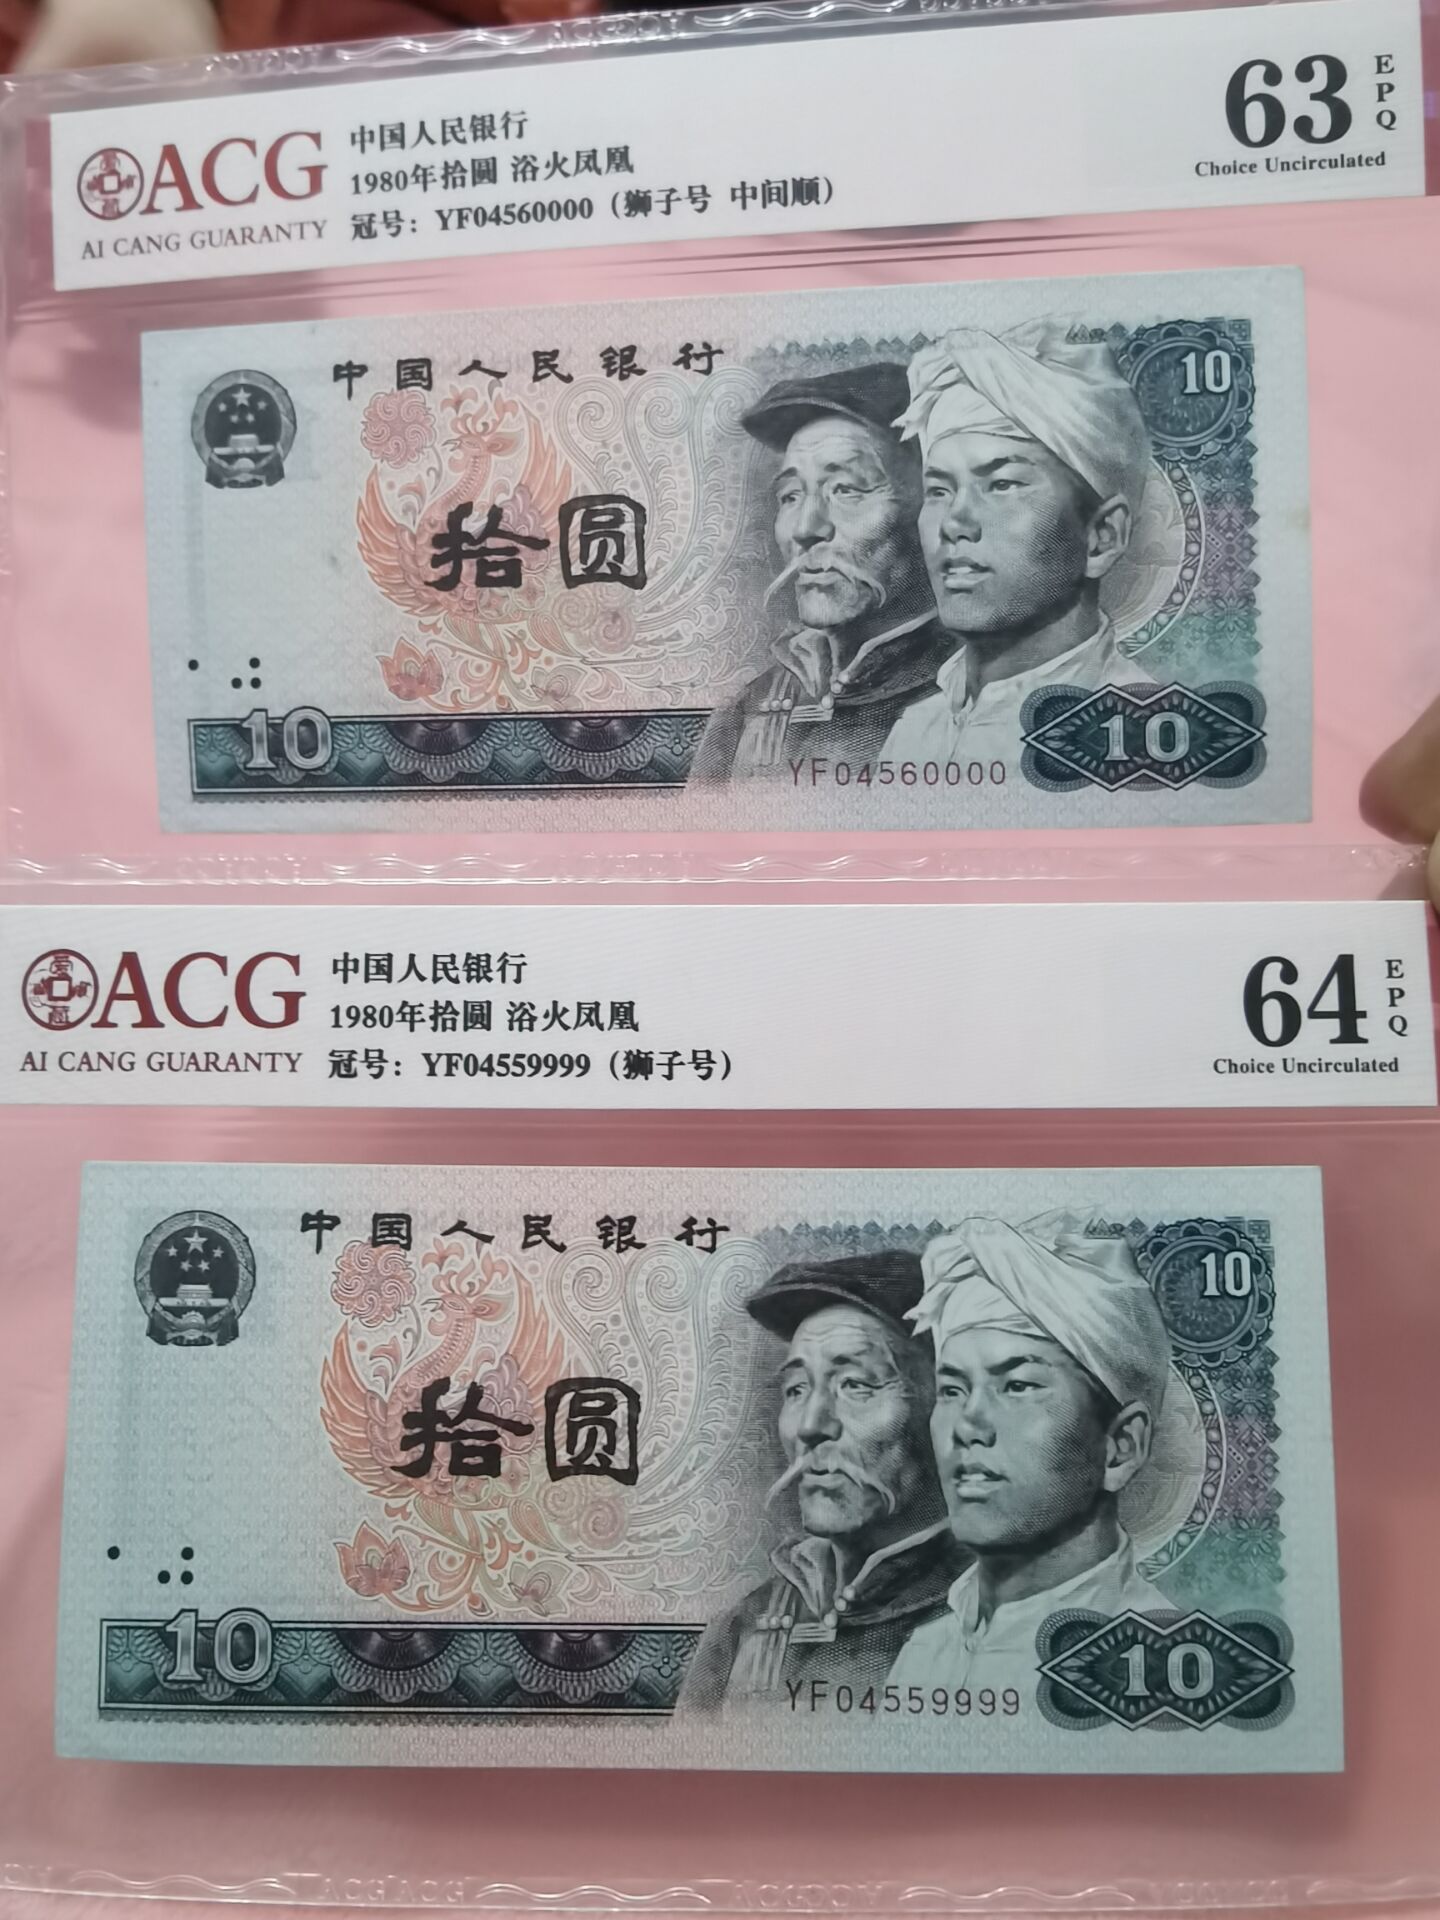 ACG
AI CANG GUARANTY
中国人民银行
1980年拾圆 浴火凤凰
冠号：YF04560000（狮子号 中间顺）
63
EPQ
Choice Uncirculated
中国人民银行
10
拾圆
10
YF04560000
10
ACG
AI CANG GUARANTY
中国人民银行
1980年拾圆 浴火凤凰
冠号：YF04559999（狮子号）
64
EPQ
Choice Uncirculated
中国人民银行
10
拾圆
10
YF04559999
10
ACG ACG